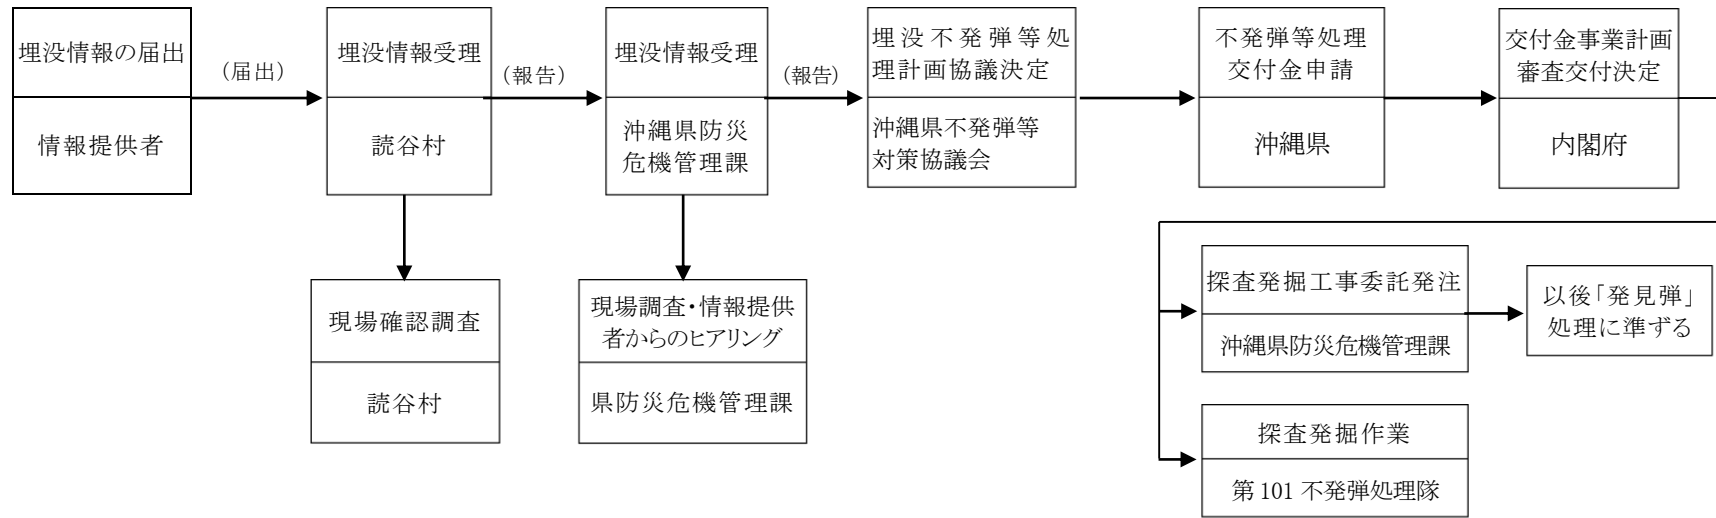 埋没情報の届出
情報提供者
（届出）
埋没情報受理
読谷村
（報告）
埋没情報受理
沖縄県防災
危機管理課
（報告）
埋没不発弾等処
理計画協議決定
沖縄県不発弾等
対策協議会
不発弾等処理
交付金申請
沖縄県
交付金事業計画
審査交付決定
内閣府
現場確認調査
読谷村
現場調査・情報提供
者からのヒアリング
県防災危機管理課
探査発掘工事委託発注
沖縄県防災危機管理課
以後「発見弾」
処理に準ずる
探査発掘作業
第101不発弾処理隊